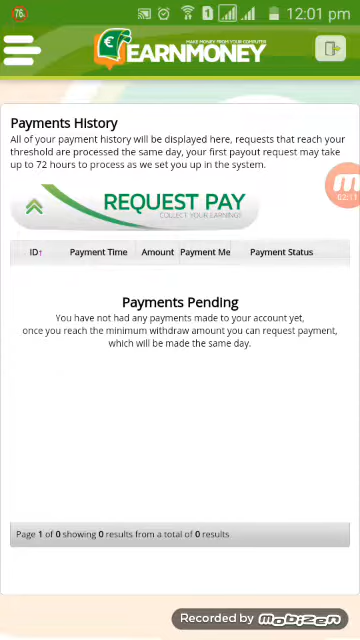 76%
1
12:01 pm
MAKE MONEY FROM YOUR COMPUTER
EARNMONEY
Payments History
All of your payment history will be displayed here, requests that reach your
threshold are processed the same day, your first payout request may take
up to 72 hours to process as we set you up in the system.
02:11
REQUEST PAY
COLLECT YOUR EARNINGS
ID↑ Payment Time Amount Payment Me Payment Status
Payments Pending
You have not had any payments made to your account yet,
once you reach the minimum withdraw amount you can request payment,
which will be made the same day.
Page 1 of 0 showing 0 results from a total of 0 results
Recorded by mobizen